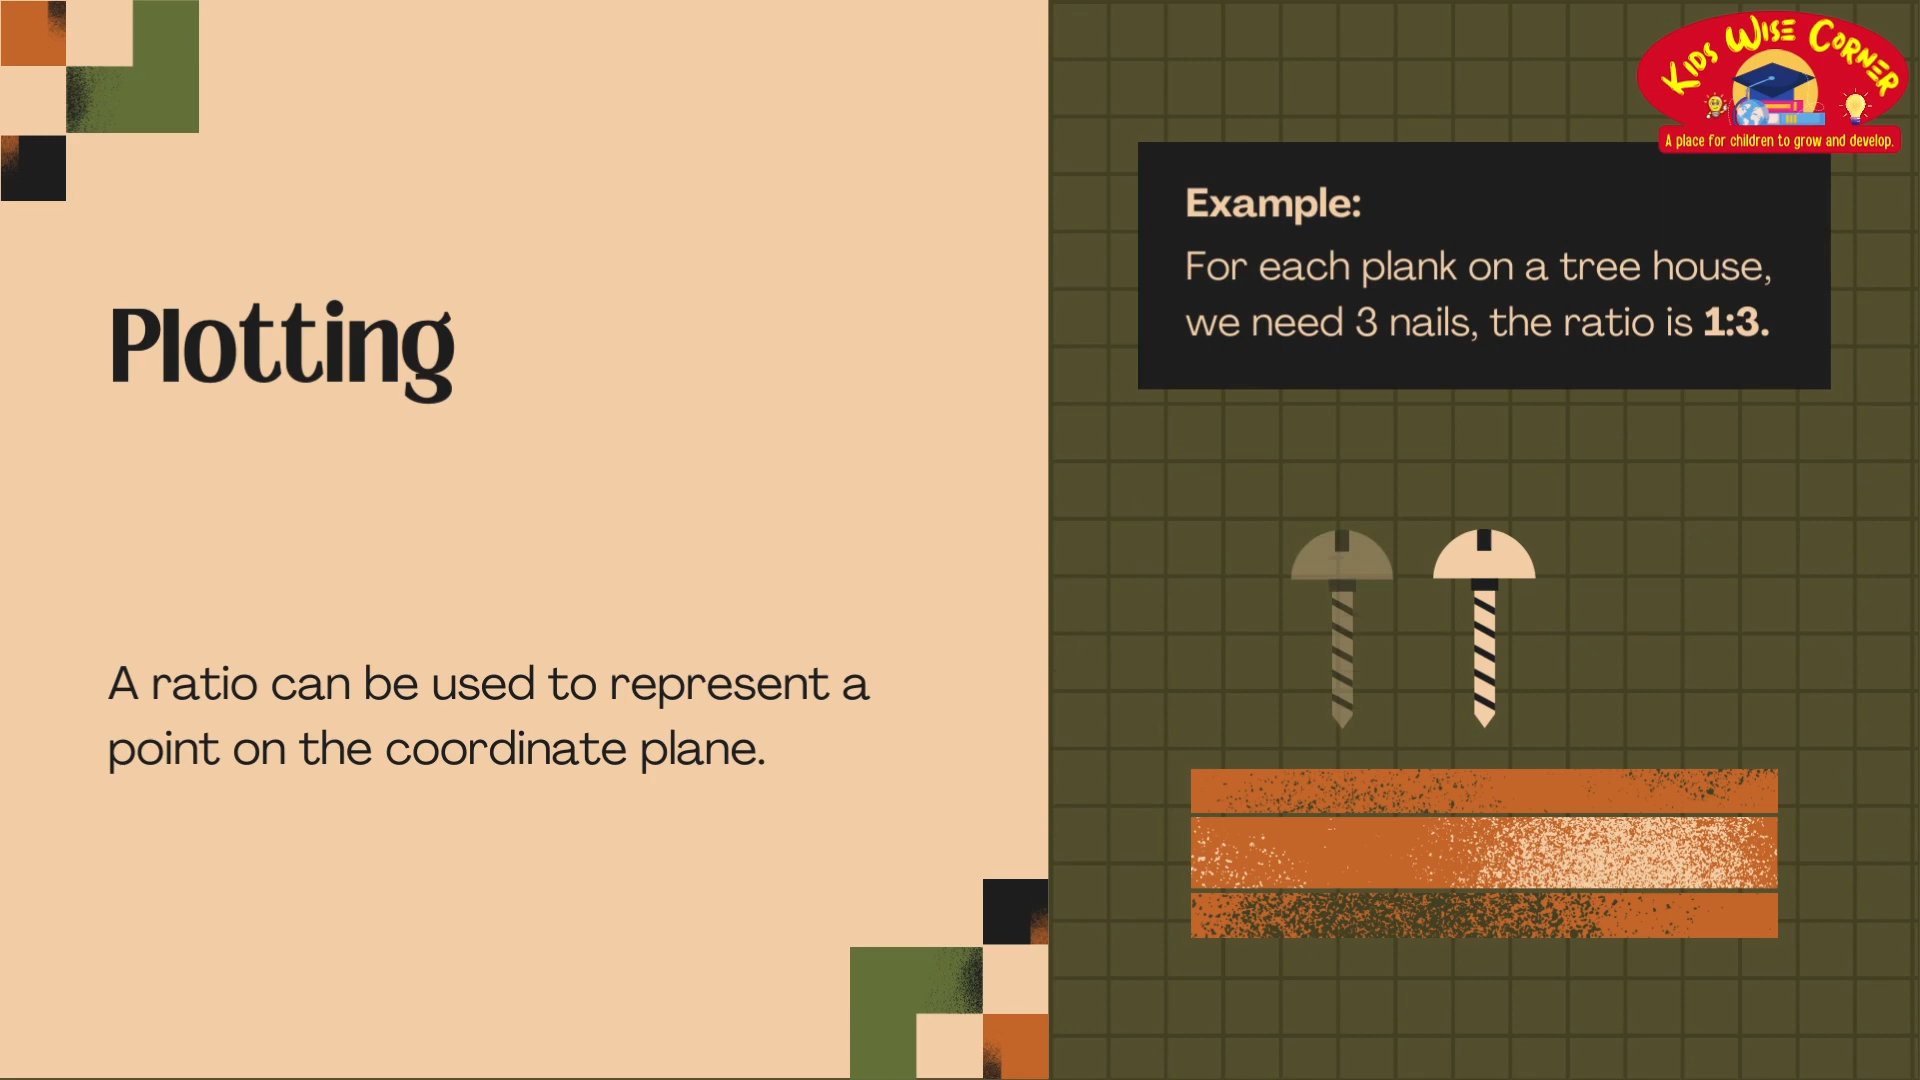 Plotting
A ratio can be used to represent a
point on the coordinate plane.
KIDS WISE CORNER
A place for children to grow and develop.
Example:
For each plank on a tree house,
we need 3 nails, the ratio is 1:3.